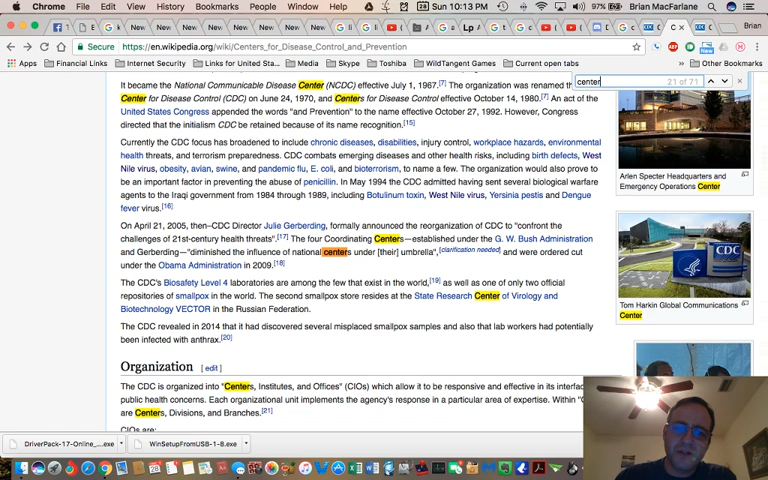 Chrome File Edit View History Bookmarks People Window Help
28 Sun 10:13 PM 97% Brian MacFarlane
New New New New New New Lp C Brian
Secure https://en.wikipedia.org/wiki/Centers_for_Disease_Control_and_Prevention New
Apps Financial Links Internet Security Links for United Sta... Media Skype Toshiba WildTangent Games Current open tabs Other Bookmarks
center 21 of 71
It became the National Communicable Disease Center (NCDC) effective July 1, 1967.[7] The organization was renamed the
Center for Disease Control (CDC) on June 24, 1970, and Centers for Disease Control effective October 14, 1980.[7] An act of the
United States Congress appended the words "and Prevention" to the name effective October 27, 1992. However, Congress
directed that the initialism CDC be retained because of its name recognition.[15]
Currently the CDC focus has broadened to include chronic diseases, disabilities, injury control, workplace hazards, environmental
health threats, and terrorism preparedness. CDC combats emerging diseases and other health risks, including birth defects, West
Nile virus, obesity, avian, swine, and pandemic flu, E. coli, and bioterrorism, to name a few. The organization would also prove to
be an important factor in preventing the abuse of penicillin. In May 1994 the CDC admitted having sent several biological warfare
agents to the Iraqi government from 1984 through 1989, including Botulinum toxin, West Nile virus, Yersinia pestis and Dengue
fever virus.[16]
On April 21, 2005, then–CDC Director Julie Gerberding, formally announced the reorganization of CDC to "confront the
challenges of 21st-century health threats".[17] The four Coordinating Centers—established under the G. W. Bush Administration
and Gerberding—"diminished the influence of national centers under [their] umbrella",[clarification needed] and were ordered cut
under the Obama Administration in 2009.[18]
The CDC's Biosafety Level 4 laboratories are among the few that exist in the world,[19] as well as one of only two official
repositories of smallpox in the world. The second smallpox store resides at the State Research Center of Virology and
Biotechnology VECTOR in the Russian Federation.
The CDC revealed in 2014 that it had discovered several misplaced smallpox samples and also that lab workers had potentially
been infected with anthrax.[20]
Organization [edit]
The CDC is organized into "Centers, Institutes, and Offices" (CIOs) which allow it to be responsive and effective in its interfac
public health concerns. Each organizational unit implements the agency's response in a particular area of expertise. Within "O
are Centers, Divisions, and Branches.[21]
CIOs are:
Arlen Specter Headquarters and
Emergency Operations Center
CDC
Tom Harkin Global Communications
Center
DriverPack-17-Online_....exe
WinSetupFromUSB-1-8.exe